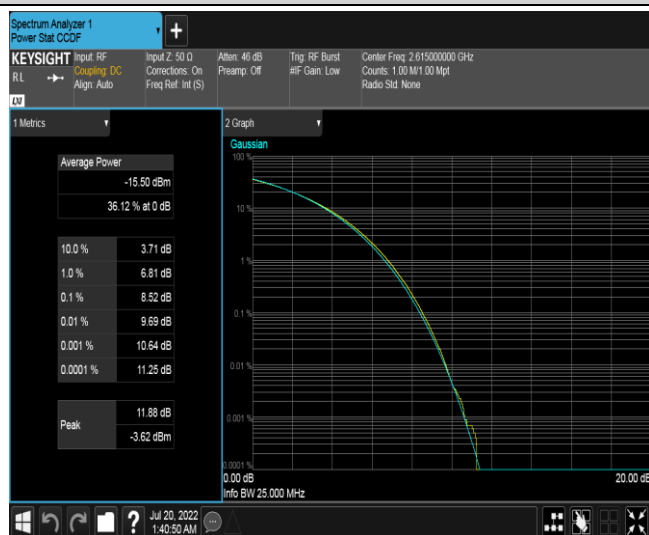 Spectrum Analyzer 1
Power Stat CCDF
+
KEYSIGHT
RL
LXI
Input: RF
Coupling: DC
Align: Auto
Input Z: 50 Ω
Corrections: On
Freq Ref: Int (S)
Atten: 46 dB
Preamp: Off
Trig: RF Burst
#IF Gain: Low
Center Freq: 2.615000000 GHz
Counts: 1.00 M/1.00 Mpt
Radio Std: None
1 Metrics
Average Power
-15.50 dBm
36.12 % at 0 dB
10.0 % 3.71 dB
1.0 % 6.81 dB
0.1 % 8.52 dB
0.01 % 9.69 dB
0.001 % 10.64 dB
0.0001 % 11.25 dB
Peak
11.88 dB
-3.62 dBm
2 Graph
Gaussian
100 %
10 %
1 %
0.1 %
0.01 %
0.001 %
0.0001 %
0.00 dB 20.00 dB
Info BW 25.000 MHz
?
Jul 20, 2022
1:40:50 AM